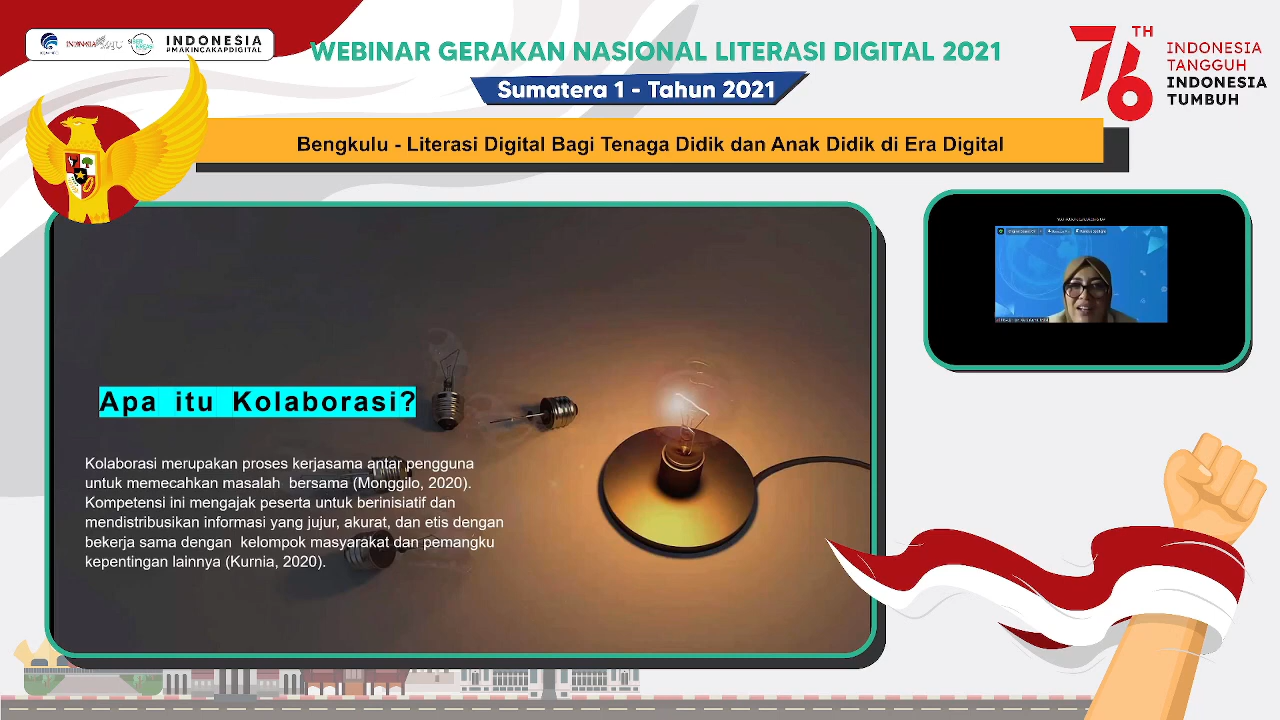 INDONESIA
#MAKINCAKAPDIGITAL
WEBINAR GERAKAN NASIONAL LITERASI DIGITAL 2021
Sumatera 1 - Tahun 2021
76TH
INDONESIA
TANGGUH
INDONESIA
TUMBUH
Bengkulu - Literasi Digital Bagi Tenaga Didik dan Anak Didik di Era Digital
Apa itu Kolaborasi?
Kolaborasi merupakan proses kerjasama antar pengguna
untuk memecahkan masalah bersama (Monggilo, 2020).
Kompetensi ini mengajak peserta untuk berinisiatif dan
mendistribusikan informasi yang jujur, akurat, dan etis dengan
bekerja sama dengan kelompok masyarakat dan pemangku
kepentingan lainnya (Kurnia, 2020).